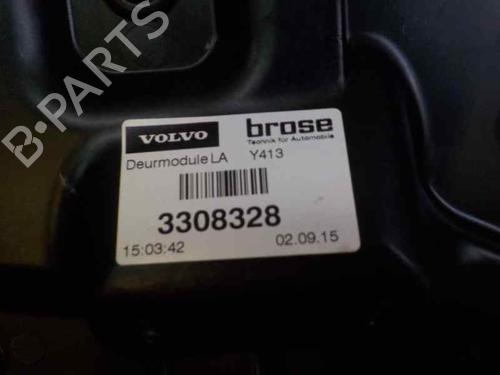 B-PARTS
VOLVO
brose
Technik für Automobile
Deurmodule LA Y413
3308328
15:03:42 02.09.15